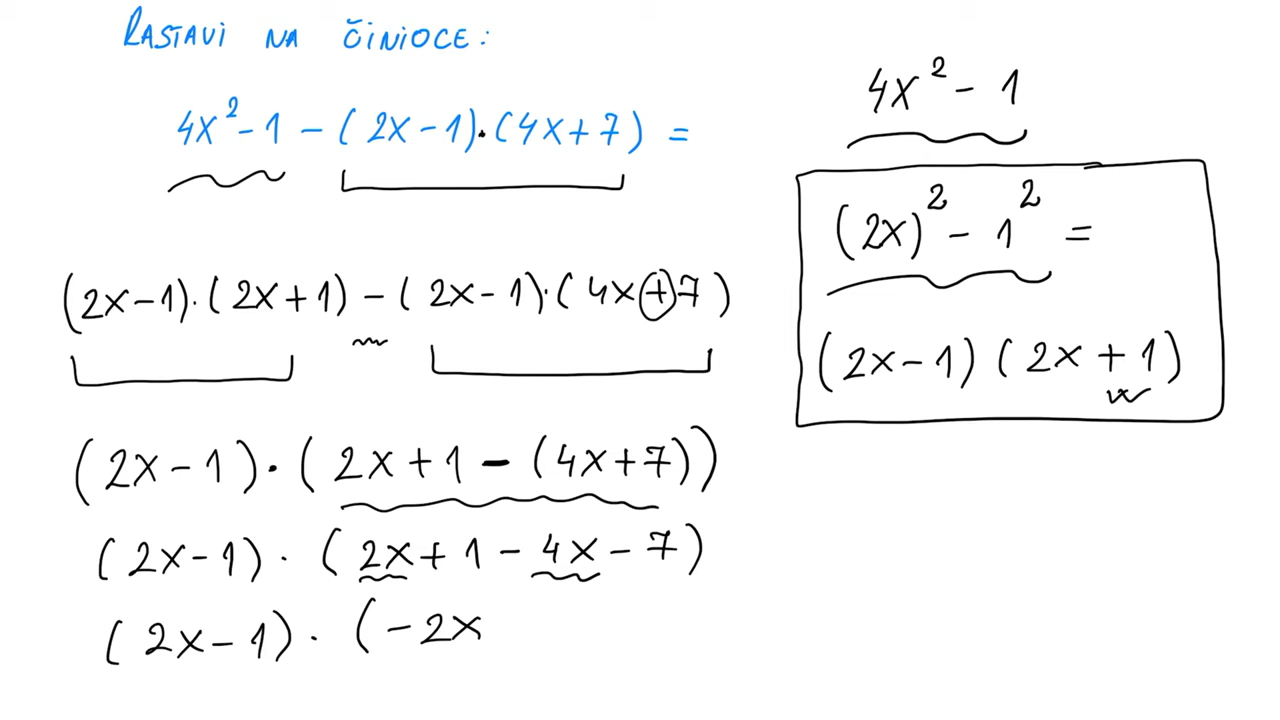 RASTAVI NA ČINIOCE:
4x² - 1 - (2x - 1)·(4x + 7) =
(2x - 1)·(2x + 1) - (2x - 1)·(4x + 7)
(2x - 1)·(2x + 1 - (4x + 7))
(2x - 1)·(2x + 1 - 4x - 7)
(2x - 1)·(-2x
4x² - 1
(2x)² - 1² =
(2x - 1)(2x + 1)